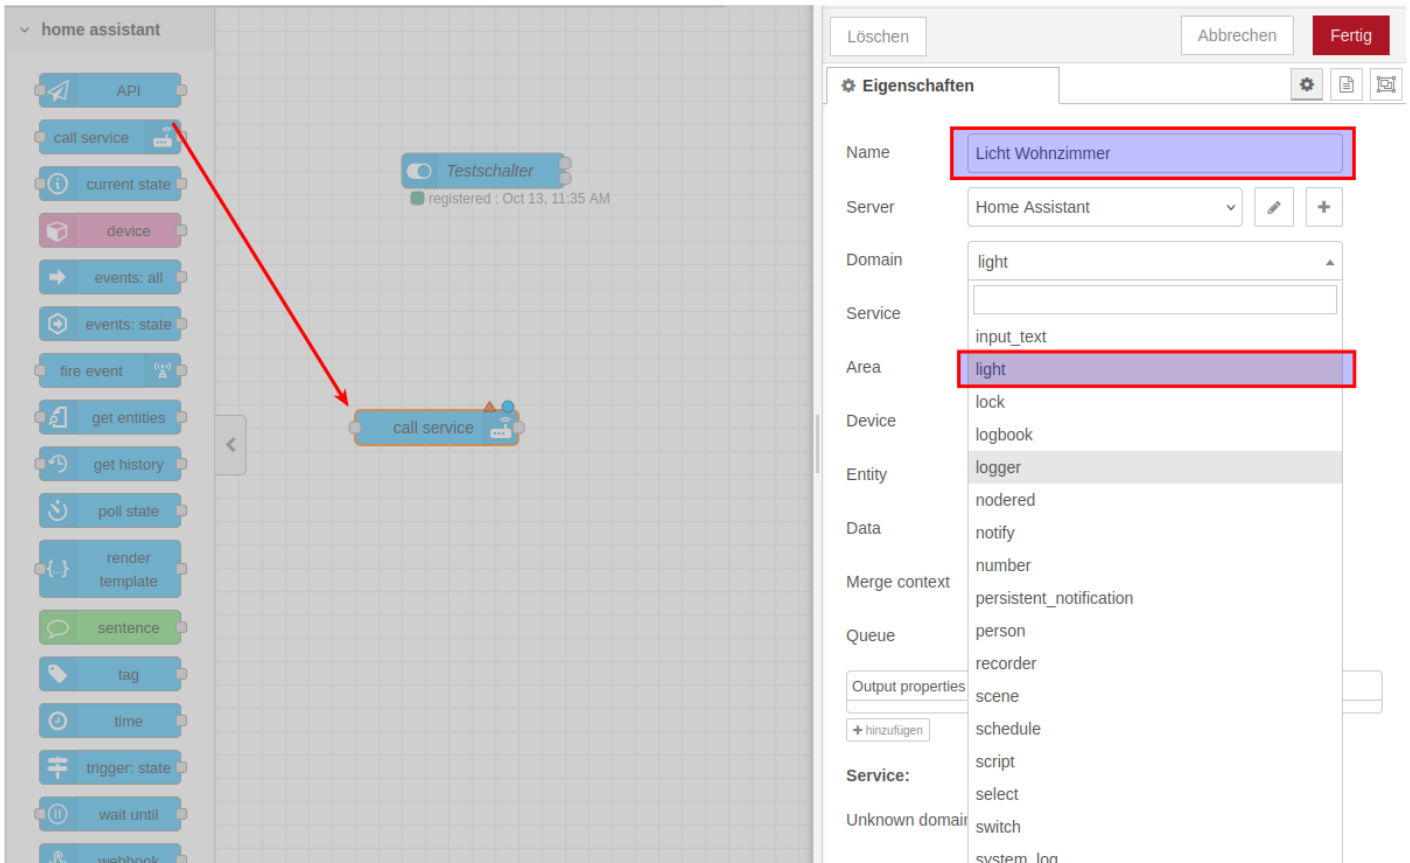 home assistant
API
call service
current state
device
events: all
events: state
fire event
get entities
get history
poll state
render
template
sentence
tag
time
trigger: state
wait until
webhook
Testschalter
registered : Oct 13, 11:35 AM
call service
Löschen
Abbrechen
Fertig
Eigenschaften
Name
Licht Wohnzimmer
Server
Home Assistant
Domain
light
Service
input_text
Area
light
lock
Device
logbook
Entity
logger
nodered
Data
notify
number
Merge context
persistent_notification
Queue
person
recorder
Output properties
scene
hinzufügen
schedule
Service:
script
select
Unknown domain
switch
system_log